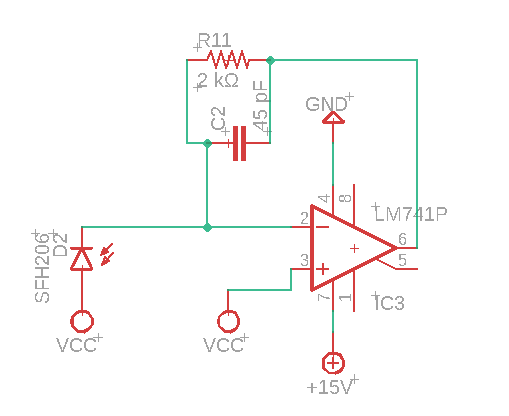 R11
2 kΩ
C2
45 pF
GND
4
8
LM741P
2
6
3
5
7
1
IC3
SFH206
D2
VCC
VCC
+15V